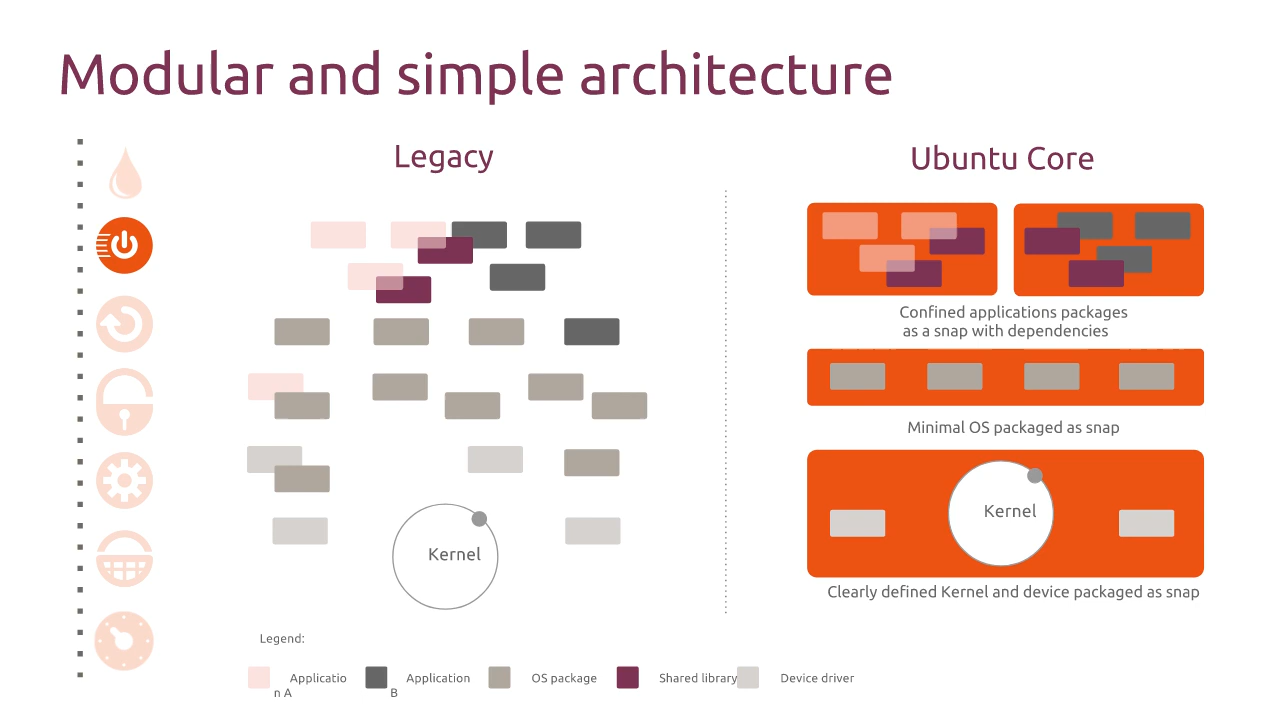 Modular and simple architecture
Legacy
Ubuntu Core
Confined applications packages
as a snap with dependencies
Minimal OS packaged as snap
Kernel
Kernel
Clearly defined Kernel and device packaged as snap
Legend:
Applicatio
n A
Application
B
OS package
Shared library
Device driver